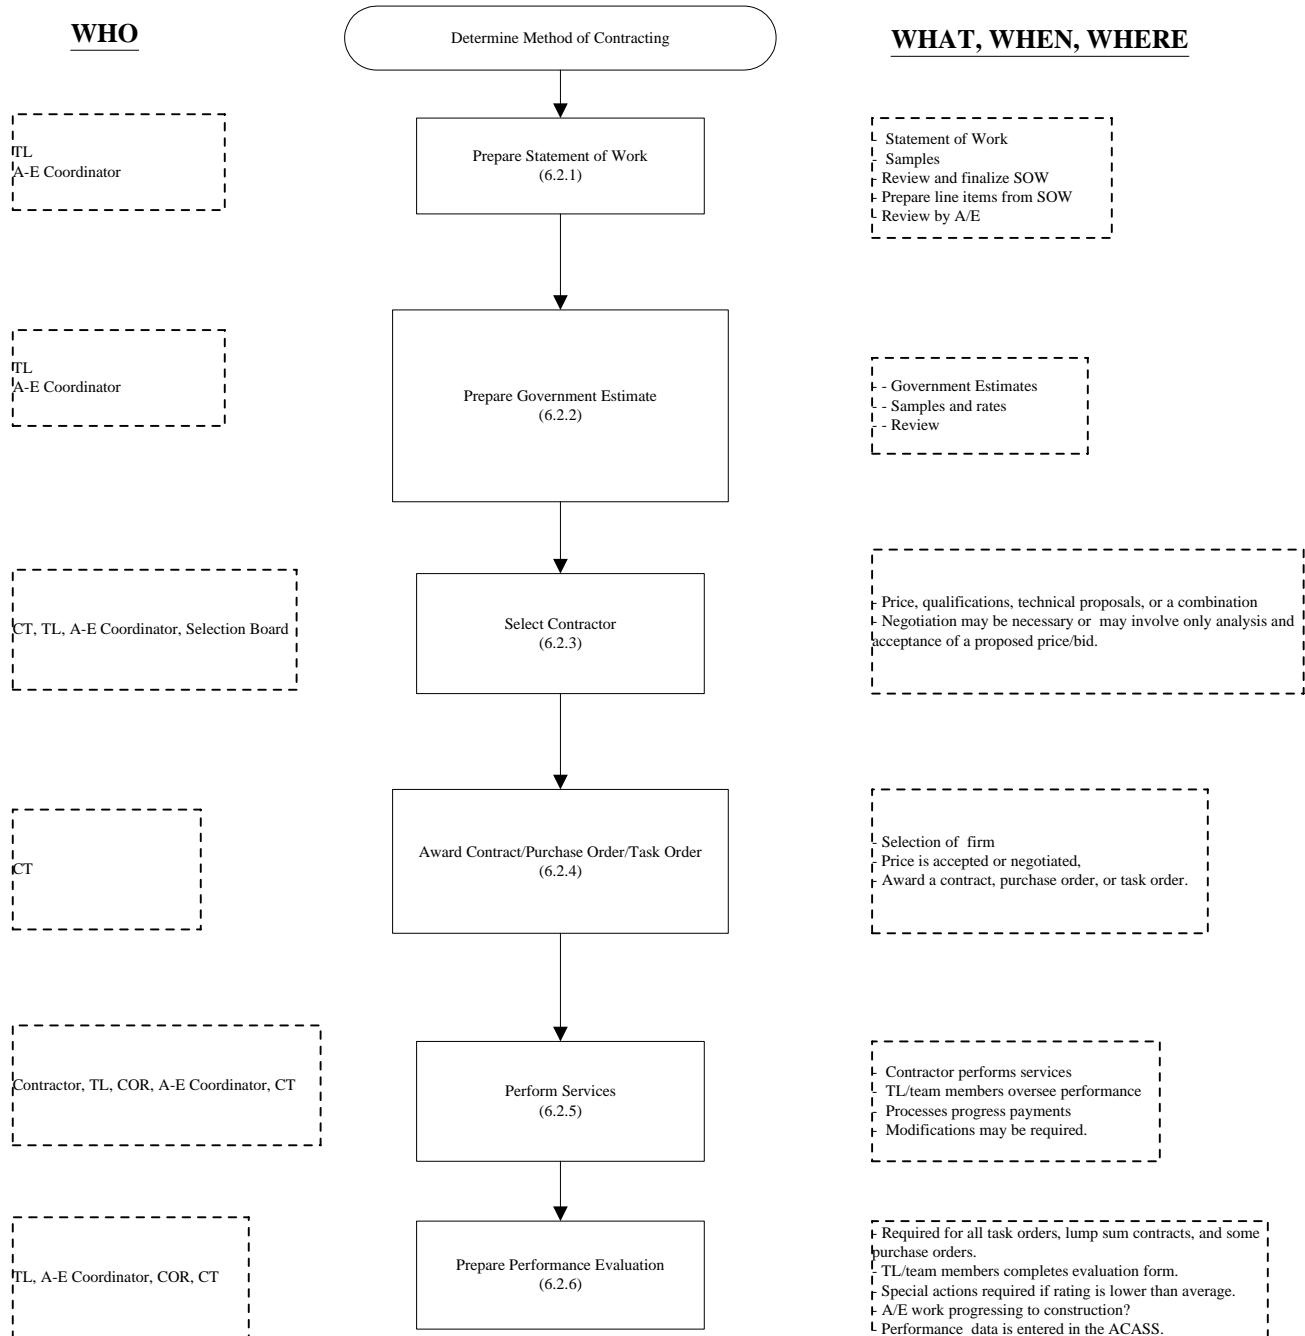 WHO
Determine Method of Contracting
WHAT, WHEN, WHERE
TL
A-E Coordinator
Prepare Statement of Work
(6.2.1)
- Statement of Work
- Samples
- Review and finalize SOW
- Prepare line items from SOW
- Review by A/E
TL
A-E Coordinator
Prepare Government Estimate
(6.2.2)
- - Government Estimates
- - Samples and rates
- - Review
CT, TL, A-E Coordinator, Selection Board
Select Contractor
(6.2.3)
- Price, qualifications, technical proposals, or a combination
- Negotiation may be necessary or may involve only analysis and
acceptance of a proposed price/bid.
CT
Award Contract/Purchase Order/Task Order
(6.2.4)
- Selection of firm
- Price is accepted or negotiated,
- Award a contract, purchase order, or task order.
Contractor, TL, COR, A-E Coordinator, CT
Perform Services
(6.2.5)
- Contractor performs services
- TL/team members oversee performance
- Processes progress payments
- Modifications may be required.
TL, A-E Coordinator, COR, CT
Prepare Performance Evaluation
(6.2.6)
- Required for all task orders, lump sum contracts, and some
purchase orders.
- TL/team members completes evaluation form.
- Special actions required if rating is lower than average.
- A/E work progressing to construction?
- Performance data is entered in the ACASS.